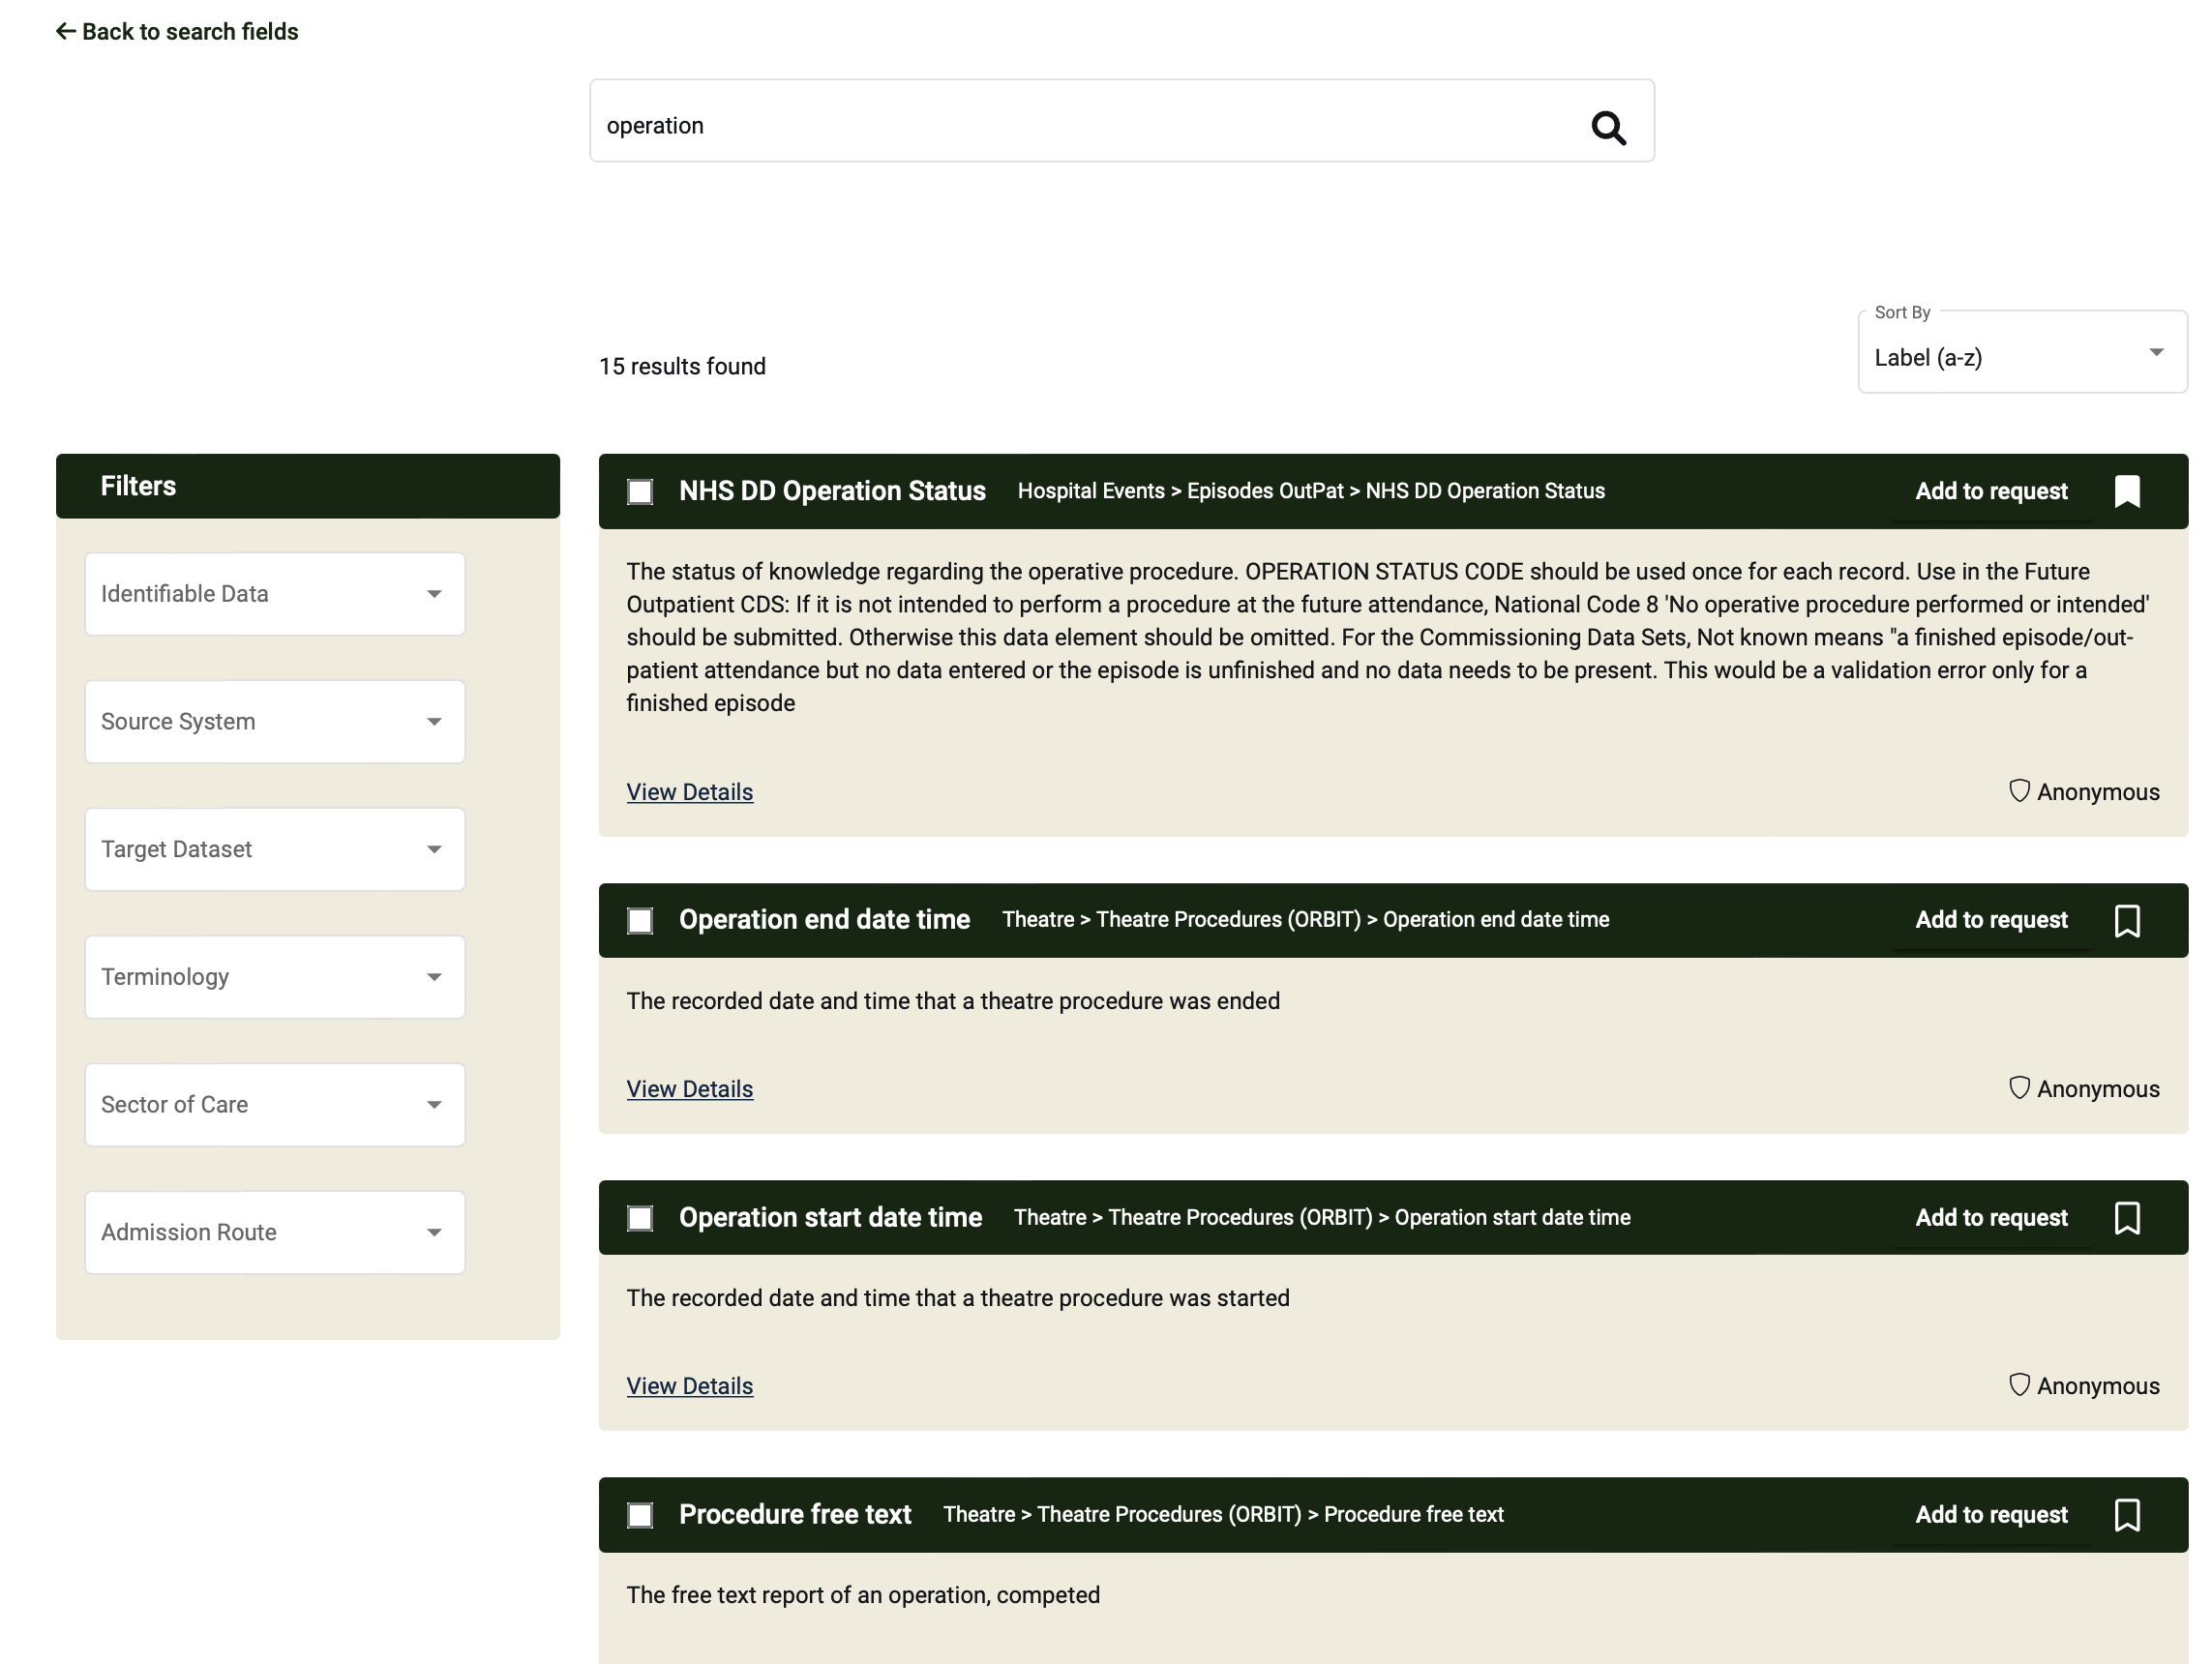 Back to search fields
operation
Sort By
Label (a-z)
15 results found
Filters
Identifiable Data
Source System
Target Dataset
Terminology
Sector of Care
Admission Route
NHS DD Operation Status Hospital Events > Episodes OutPat > NHS DD Operation Status Add to request
The status of knowledge regarding the operative procedure. OPERATION STATUS CODE should be used once for each record. Use in the Future
Outpatient CDS: If it is not intended to perform a procedure at the future attendance, National Code 8 'No operative procedure performed or intended'
should be submitted. Otherwise this data element should be omitted. For the Commissioning Data Sets, Not known means "a finished episode/out-
patient attendance but no data entered or the episode is unfinished and no data needs to be present. This would be a validation error only for a
finished episode
View Details Anonymous
Operation end date time Theatre > Theatre Procedures (ORBIT) > Operation end date time Add to request
The recorded date and time that a theatre procedure was ended
View Details Anonymous
Operation start date time Theatre > Theatre Procedures (ORBIT) > Operation start date time Add to request
The recorded date and time that a theatre procedure was started
View Details Anonymous
Procedure free text Theatre > Theatre Procedures (ORBIT) > Procedure free text Add to request
The free text report of an operation, competed